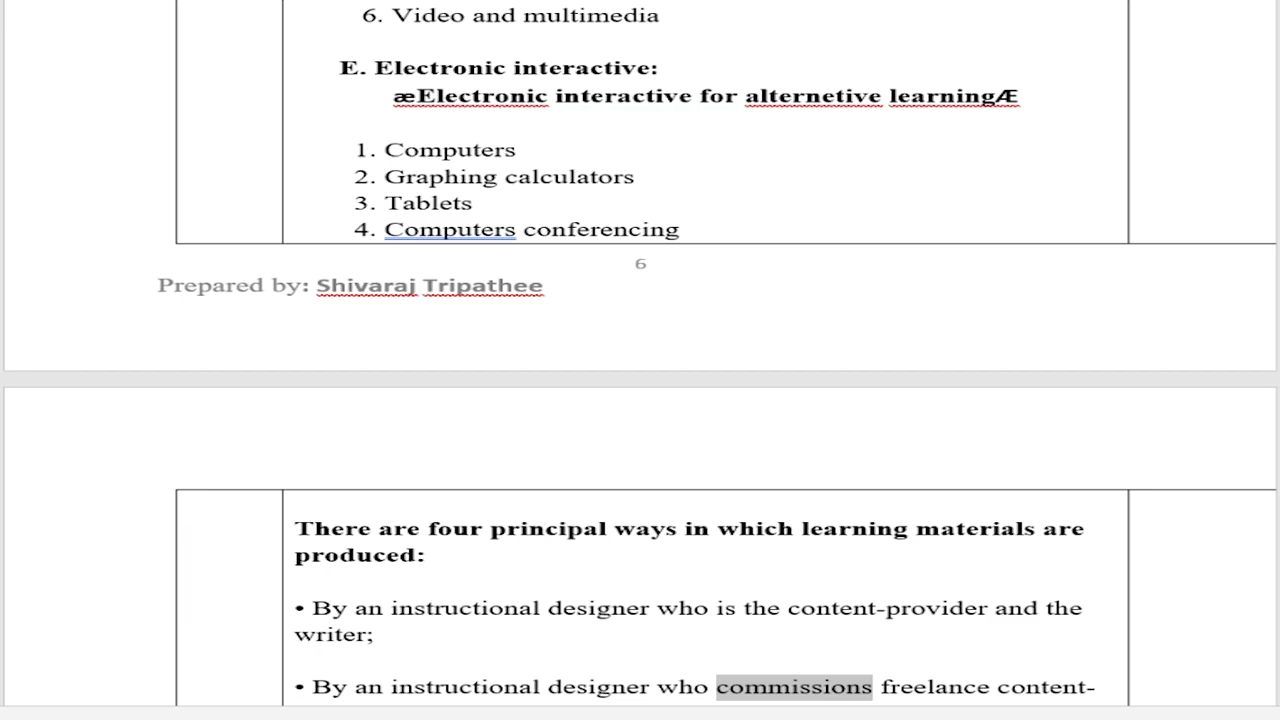 6. Video and multimedia
E. Electronic interactive:
æElectronic interactive for alternetive learningÆ
1. Computers
2. Graphing calculators
3. Tablets
4. Computers conferencing
6
Prepared by: Shivaraj Tripathee
There are four principal ways in which learning materials are
produced:
• By an instructional designer who is the content-provider and the
writer;
• By an instructional designer who commissions freelance content-